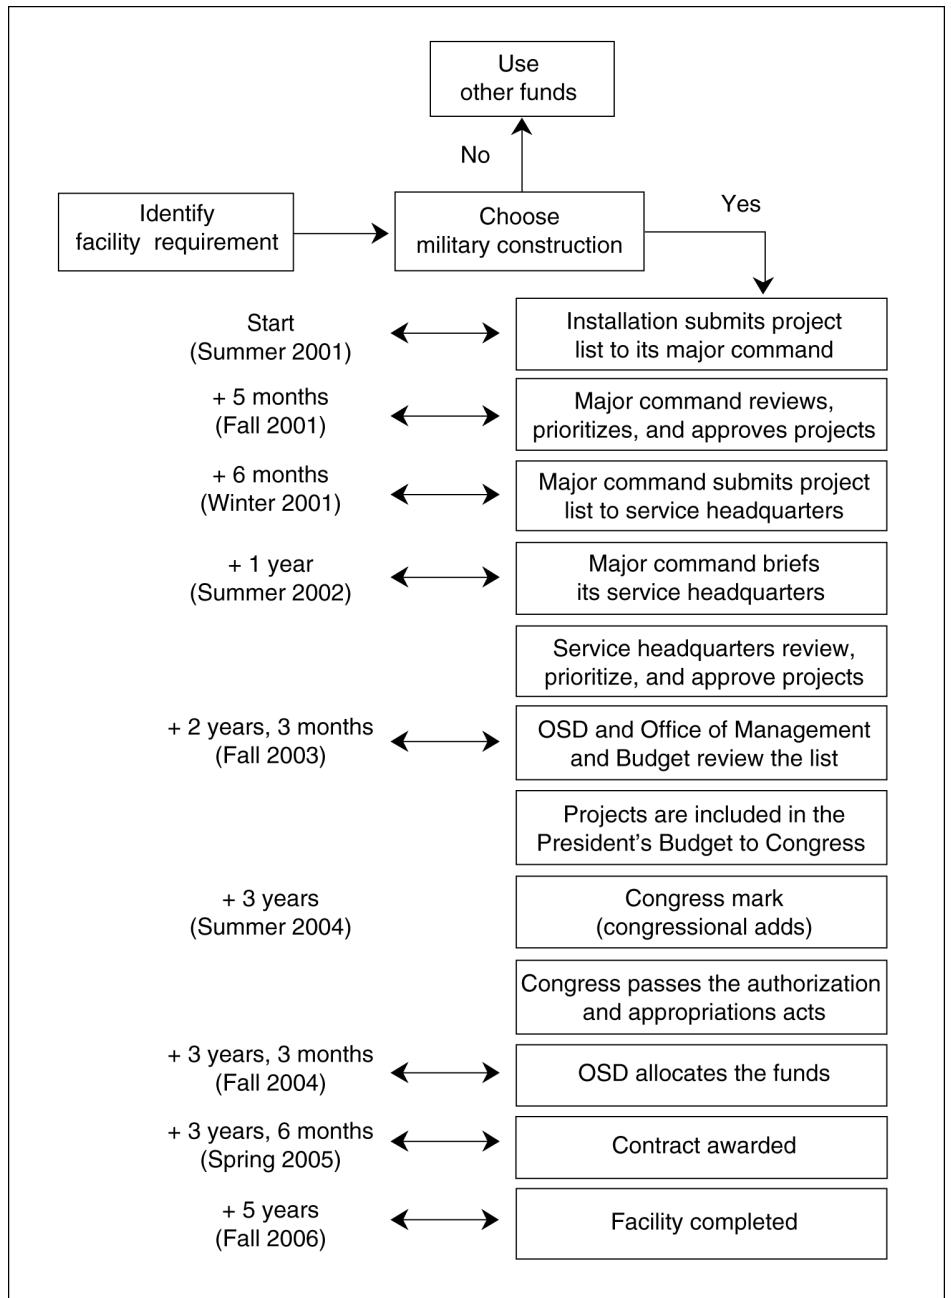 Use
other funds
No
Identify
facility requirement
Choose
military construction
Yes
Start
(Summer 2001)
Installation submits project
list to its major command
+ 5 months
(Fall 2001)
Major command reviews,
prioritizes, and approves projects
+ 6 months
(Winter 2001)
Major command submits project
list to service headquarters
+ 1 year
(Summer 2002)
Major command briefs
its service headquarters
Service headquarters review,
prioritize, and approve projects
+ 2 years, 3 months
(Fall 2003)
OSD and Office of Management
and Budget review the list
Projects are included in the
President's Budget to Congress
+ 3 years
(Summer 2004)
Congress mark
(congressional adds)
Congress passes the authorization
and appropriations acts
+ 3 years, 3 months
(Fall 2004)
OSD allocates the funds
+ 3 years, 6 months
(Spring 2005)
Contract awarded
+ 5 years
(Fall 2006)
Facility completed